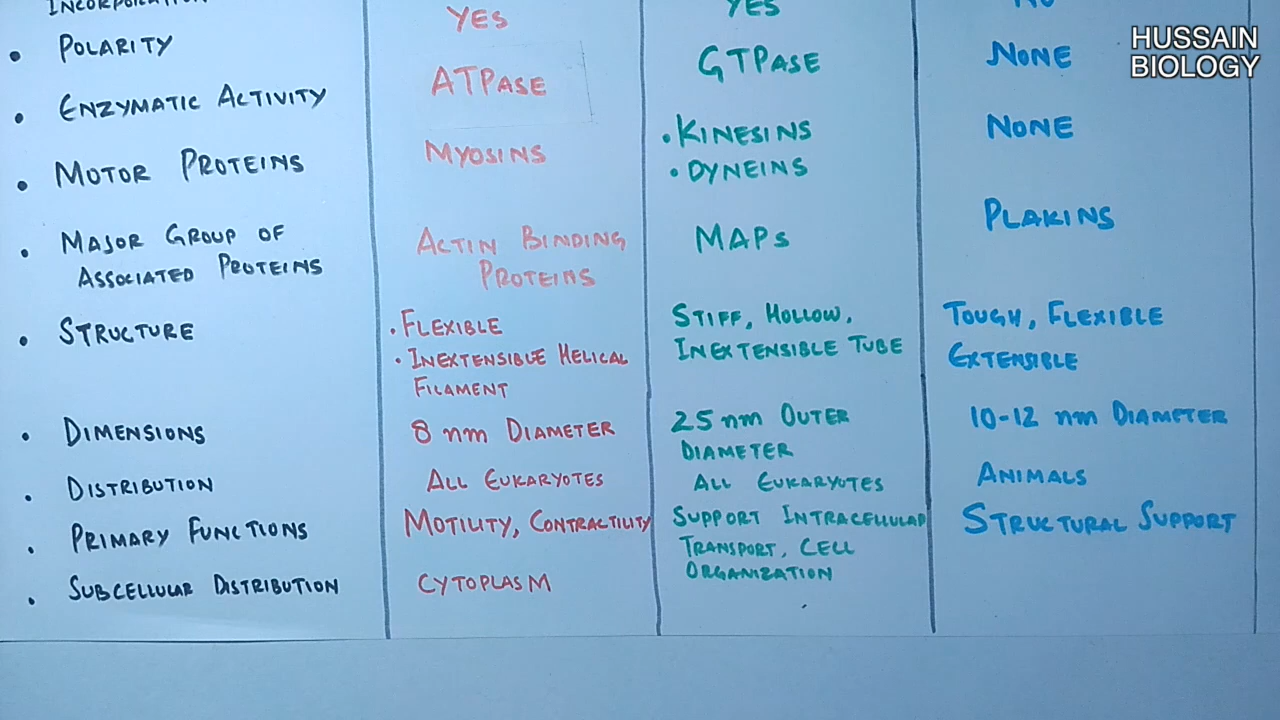 INCORPORATION
YES
YES
NO
HUSSAIN
BIOLOGY
• POLARITY
ATPASE
GTPASE
NONE
• ENZYMATIC ACTIVITY
MYOSINS
• KINESINS
• DYNEINS
NONE
• MOTOR PROTEINS
• MAJOR GROUP OF
ASSOCIATED PROTEINS
ACTIN BINDING
PROTEINS
MAPs
PLAKINS
• STRUCTURE
• FLEXIBLE
• INEXTENSIBLE HELICAL
FILAMENT
STIFF, HOLLOW,
INEXTENSIBLE TUBE
TOUGH, FLEXIBLE
EXTENSIBLE
• DIMENSIONS
8 nm DIAMETER
25 nm OUTER
DIAMETER
10-12 nm DIAMETER
• DISTRIBUTION
ALL EUKARYOTES
ALL EUKARYOTES
ANIMALS
• PRIMARY FUNCTIONS
MOTILITY, CONTRACTILITY
SUPPORT INTRACELLULAR
TRANSPORT, CELL
ORGANIZATION
STRUCTURAL SUPPORT
• SUBCELLULAR DISTRIBUTION
CYTOPLASM